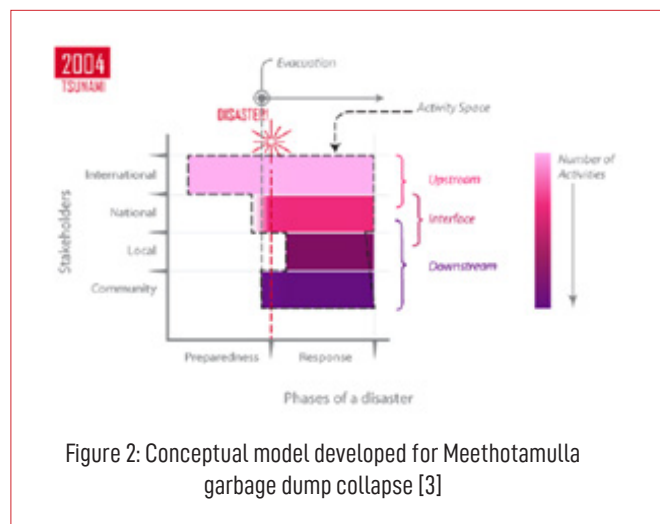 2004
TSUNAMI
Evacuation
DISASTER!
Activity Space
Stakeholders
International
National
Local
Community
Upstream
Interface
Downstream
Number of
Activities
Preparedness
Response
Phases of a disaster
Figure 2: Conceptual model developed for Meethotamulla
garbage dump collapse [3]